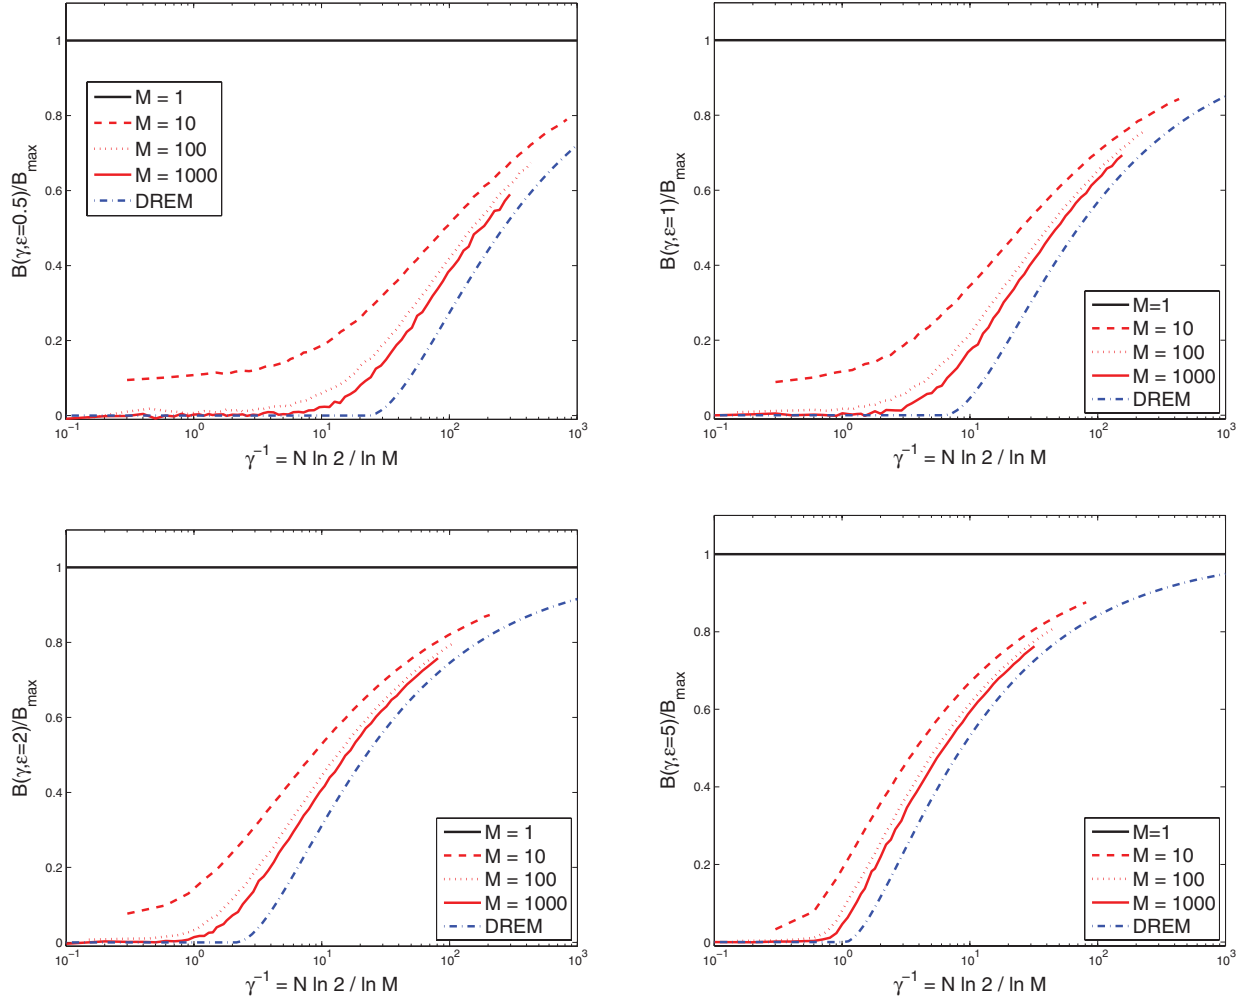 B(γ,ε=0.5)/B_max
1
0.8
0.6
0.4
0.2
0
M = 1
M = 10
M = 100
M = 1000
DREM
10^-1
10^0
10^1
10^2
10^3
γ^-1 = N ln 2 / ln M
B(γ,ε=1)/B_max
1
0.8
0.6
0.4
0.2
0
M=1
M = 10
M = 100
M = 1000
DREM
10^-1
10^0
10^1
10^2
10^3
γ^-1 = N ln 2 / ln M
B(γ,ε=2)/B_max
1
0.8
0.6
0.4
0.2
0
M = 1
M = 10
M = 100
M = 1000
DREM
10^-1
10^0
10^1
10^2
10^3
γ^-1 = N ln 2 / ln M
B(γ,ε=5)/B_max
1
0.8
0.6
0.4
0.2
0
M=1
M = 10
M = 100
M = 1000
DREM
10^-1
10^0
10^1
10^2
10^3
γ^-1 = N ln 2 / ln M